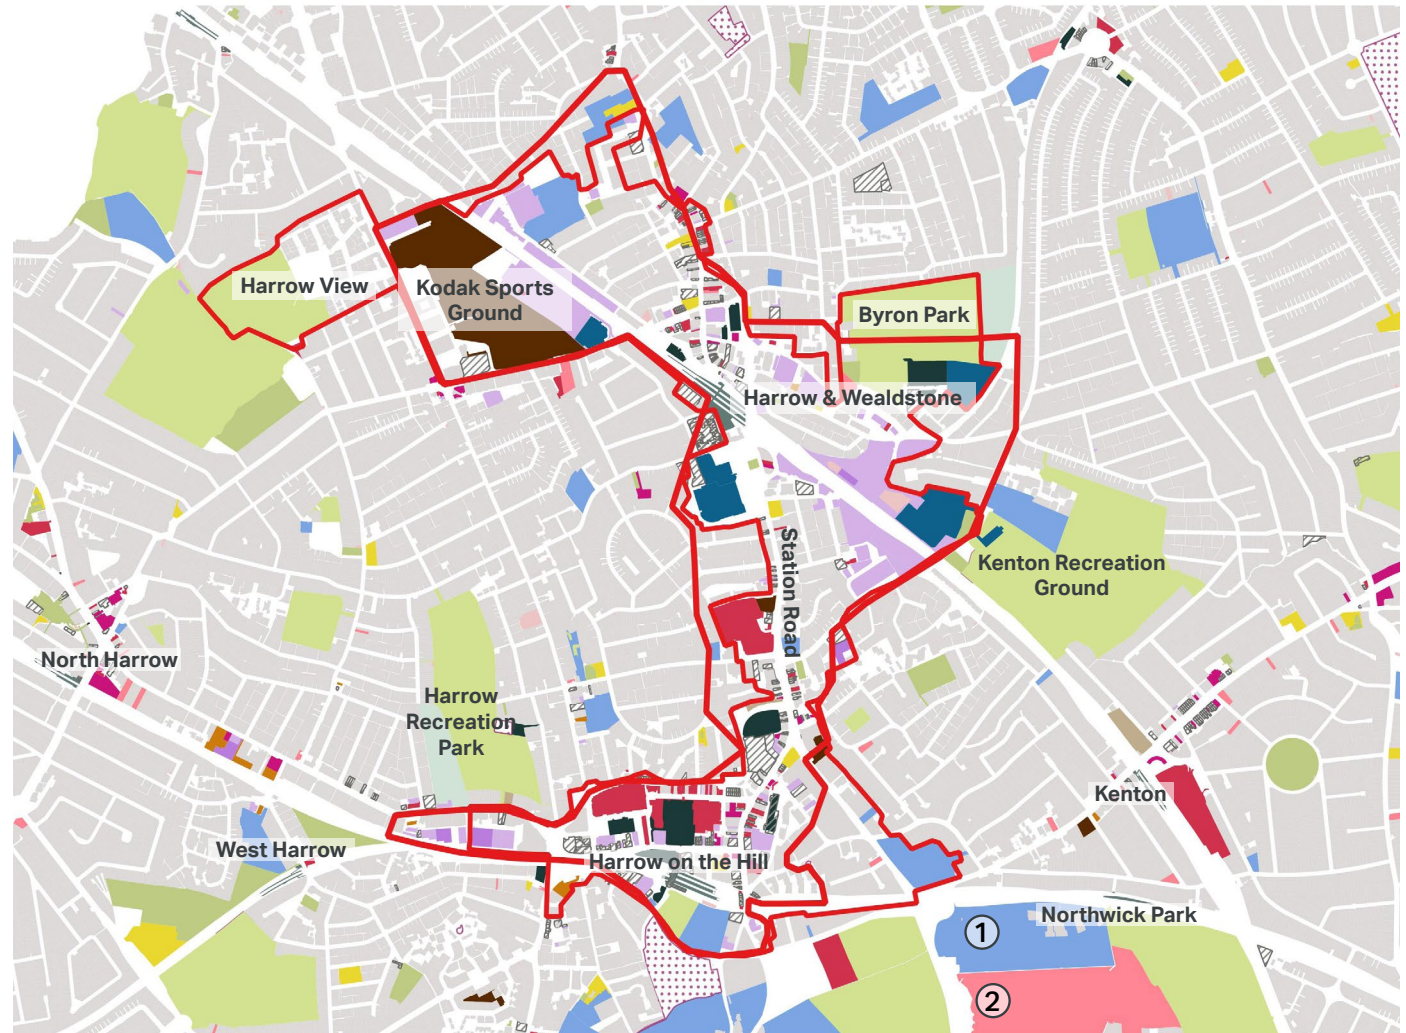 Harrow View
Kodak Sports
Ground
Byron Park
Harrow & Wealdstone
Station Road
Kenton Recreation
Ground
North Harrow
Harrow
Recreation
Park
Kenton
West Harrow
Harrow on the Hill
Northwick Park
1
2